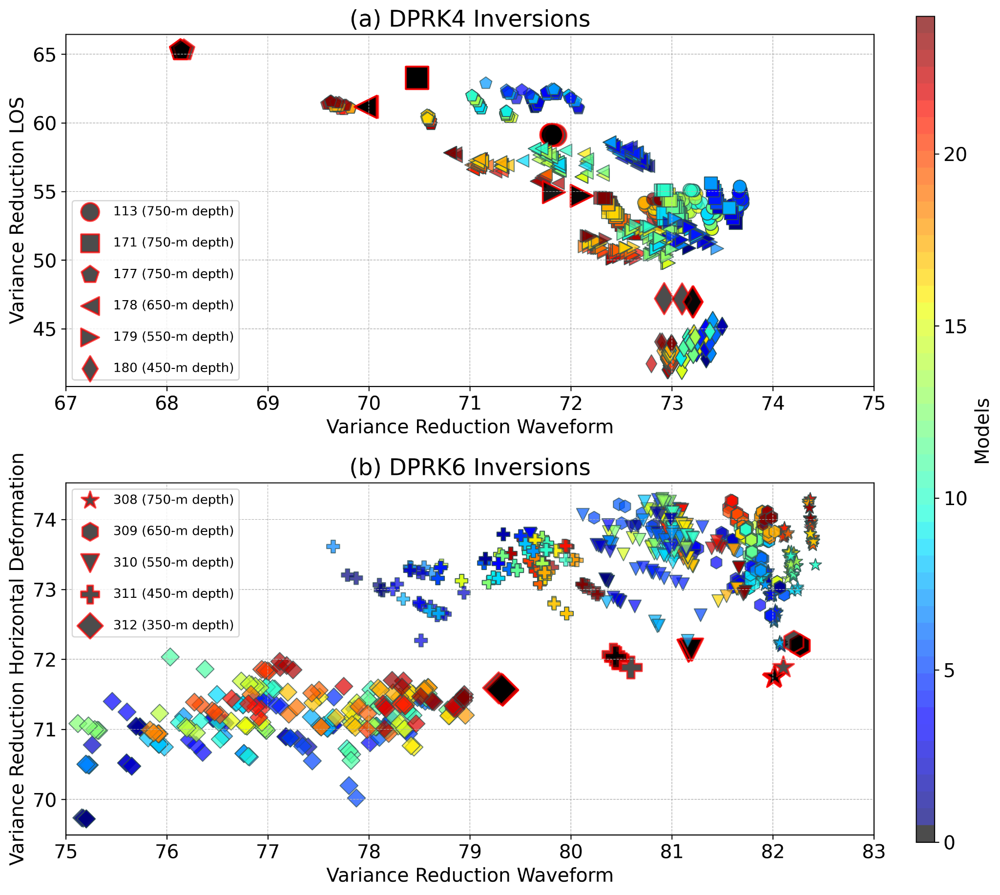 (a) DPRK4 Inversions
Variance Reduction LOS
65
60
55
50
45
113 (750-m depth)
171 (750-m depth)
177 (750-m depth)
178 (650-m depth)
179 (550-m depth)
180 (450-m depth)
67 68 69 70 71 72 73 74 75
Variance Reduction Waveform
(b) DPRK6 Inversions
Variance Reduction Horizontal Deformation
74
73
72
71
70
308 (750-m depth)
309 (650-m depth)
310 (550-m depth)
311 (450-m depth)
312 (350-m depth)
75 76 77 78 79 80 81 82 83
Variance Reduction Waveform
20
15
10
5
0
Models